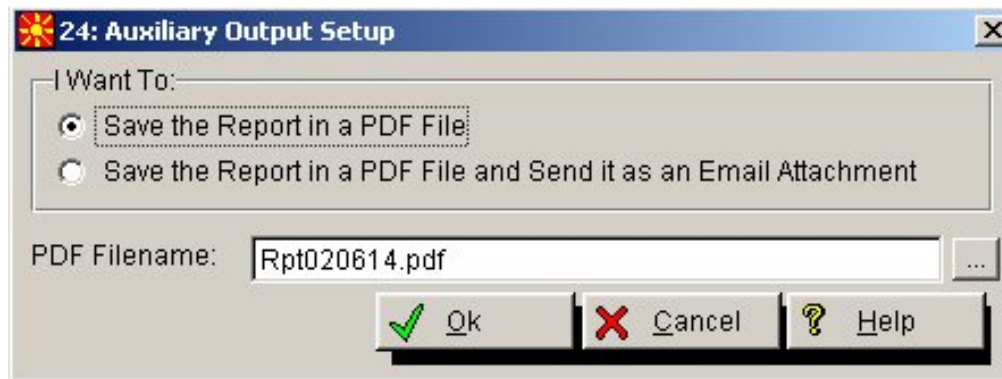 24: Auxiliary Output Setup
I Want To:
Save the Report in a PDF File
Save the Report in a PDF File and Send it as an Email Attachment
PDF Filename: Rpt020614.pdf ...
Ok Cancel Help